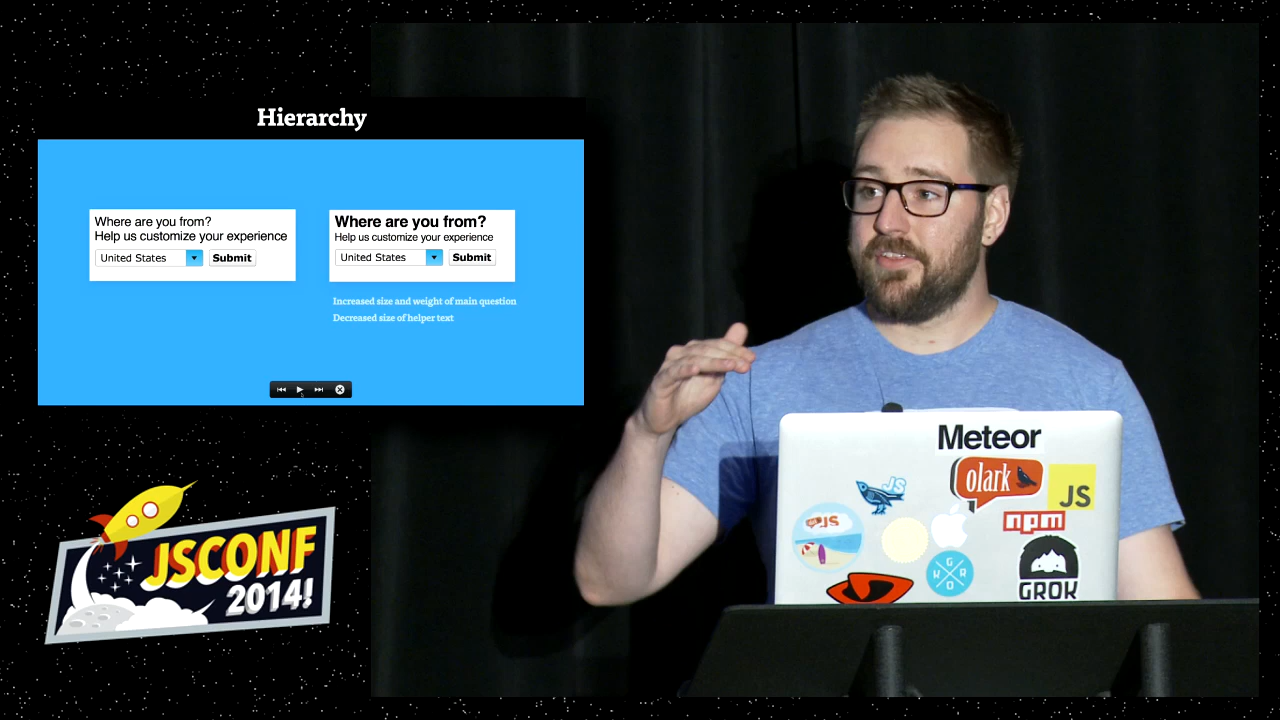 Hierarchy
Where are you from?
Help us customize your experience
United States
Submit
Where are you from?
Help us customize your experience
United States
Submit
Increased size and weight of main question
Decreased size of helper text
JSCONF
2014!
Meteor
olark
JS
JS
JS
npm
G
W R
O
GROK